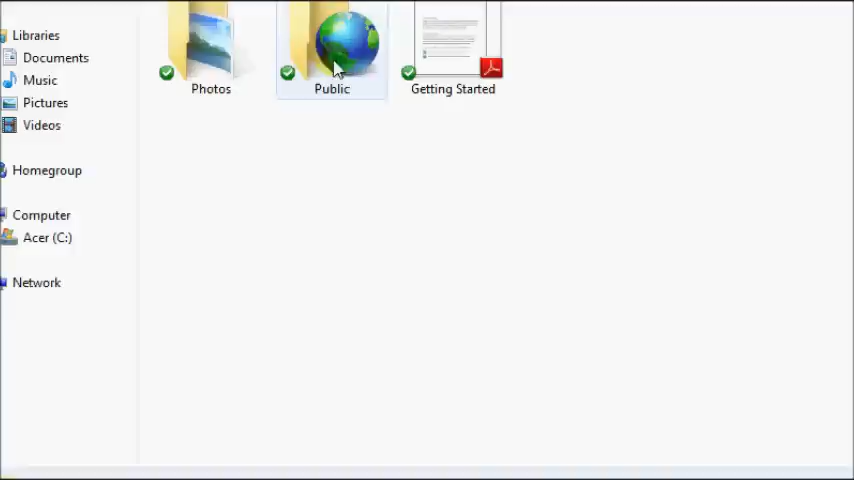 Libraries
Documents
Music
Pictures
Videos
Homegroup
Computer
Acer (C:)
Network
Photos
Public
Getting Started